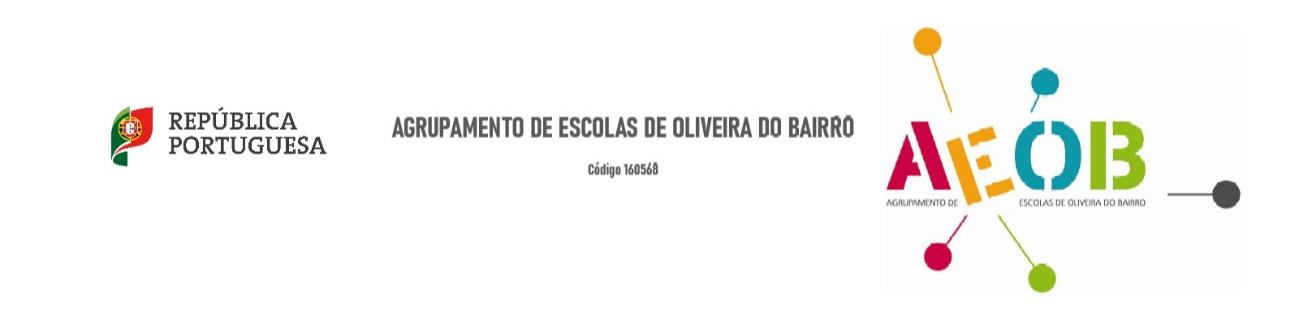 REPÚBLICA
PORTUGUESA
AGRUPAMENTO DE ESCOLAS DE OLIVEIRA DO BAIRRO
Código 160568
AEOB
AGRUPAMENTO DE ESCOLAS DE OLIVEIRA DO BAIRRO